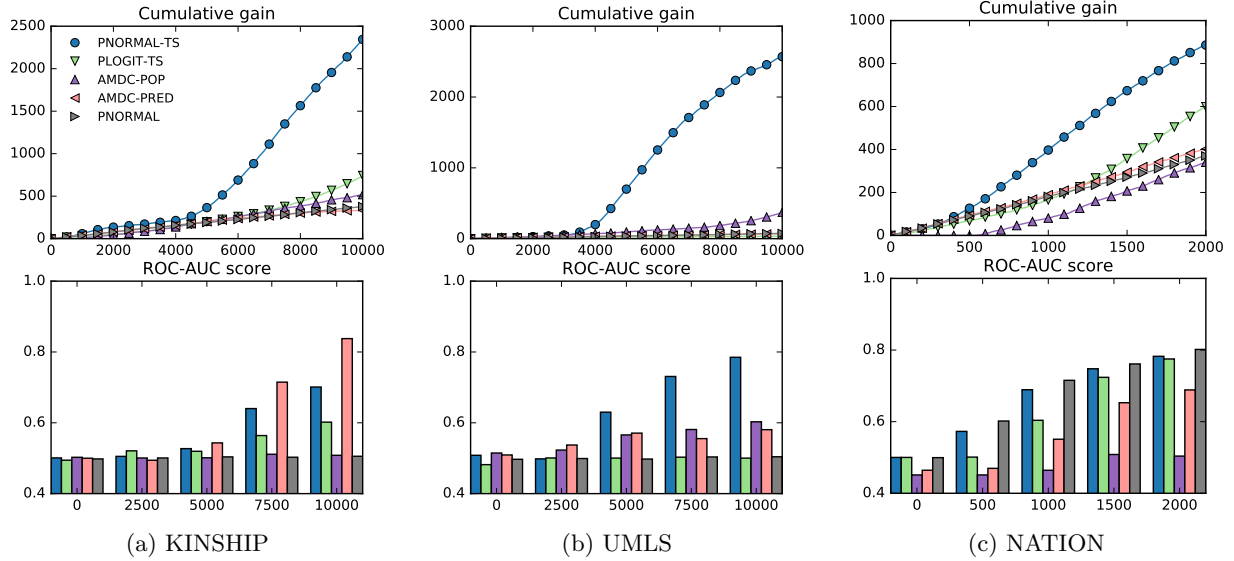 Cumulative gain
2500
2000
1500
1000
500
0
PNORMAL-TS
PLOGIT-TS
AMDC-POP
AMDC-PRED
PNORMAL
0 2000 4000 6000 8000 10000
ROC-AUC score
1.0
0.8
0.6
0.4
0 2500 5000 7500 10000
(a) KINSHIP
Cumulative gain
3000
2000
1000
0
0 2000 4000 6000 8000 10000
ROC-AUC score
1.0
0.8
0.6
0.4
0 2500 5000 7500 10000
(b) UMLS
Cumulative gain
1000
800
600
400
200
0
0 500 1000 1500 2000
ROC-AUC score
1.0
0.8
0.6
0.4
0 500 1000 1500 2000
(c) NATION